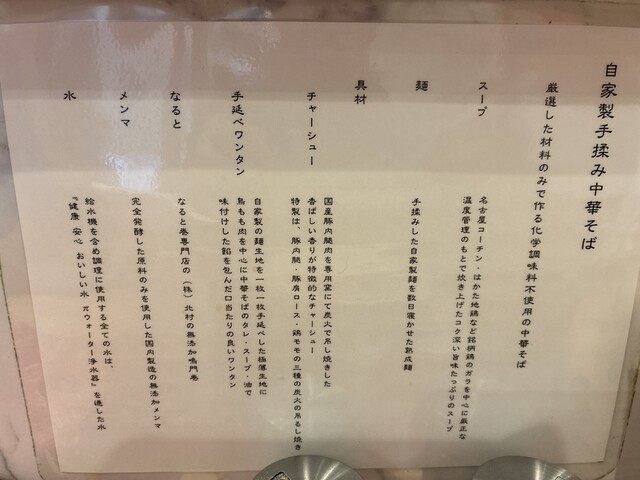 自家製手揉み中華そば
厳選した材料のみで作る化学調味料不使用の中華そば
スープ
名古屋コーチン・はかた地鶏など銘柄鶏のガラを中心に厳正な
温度管理のもとで炊き上げたコク深い旨味たっぷりのスープ
麺
手揉みした自家製麺を数日寝かせた熟成麺
具材
チャーシュー
国産豚内腿肉を専用窯にて炭火で吊し焼きした
香ばしい香りが特徴的なチャーシュー
特製は、豚内腿・豚肩ロース・鶏モモの三種の炭火の吊るし焼き
手延べワンタン
自家製の麺生地を一枚一枚手延べした極薄生地に
鳥もも肉を中心に中華そばのタレ・スープ・油で
味付けした餡を包んだ口当たりの良いワンタン
なると
なると巻専門店の（株）北村の無添加鳴門巻
メンマ
完全発酵した原料のみを使用した国内製造の無添加メンマ
水
給水機を含め調理に使用する全ての水は、
『健康 安心 おいしい水 πウォーター浄水器』を通した水